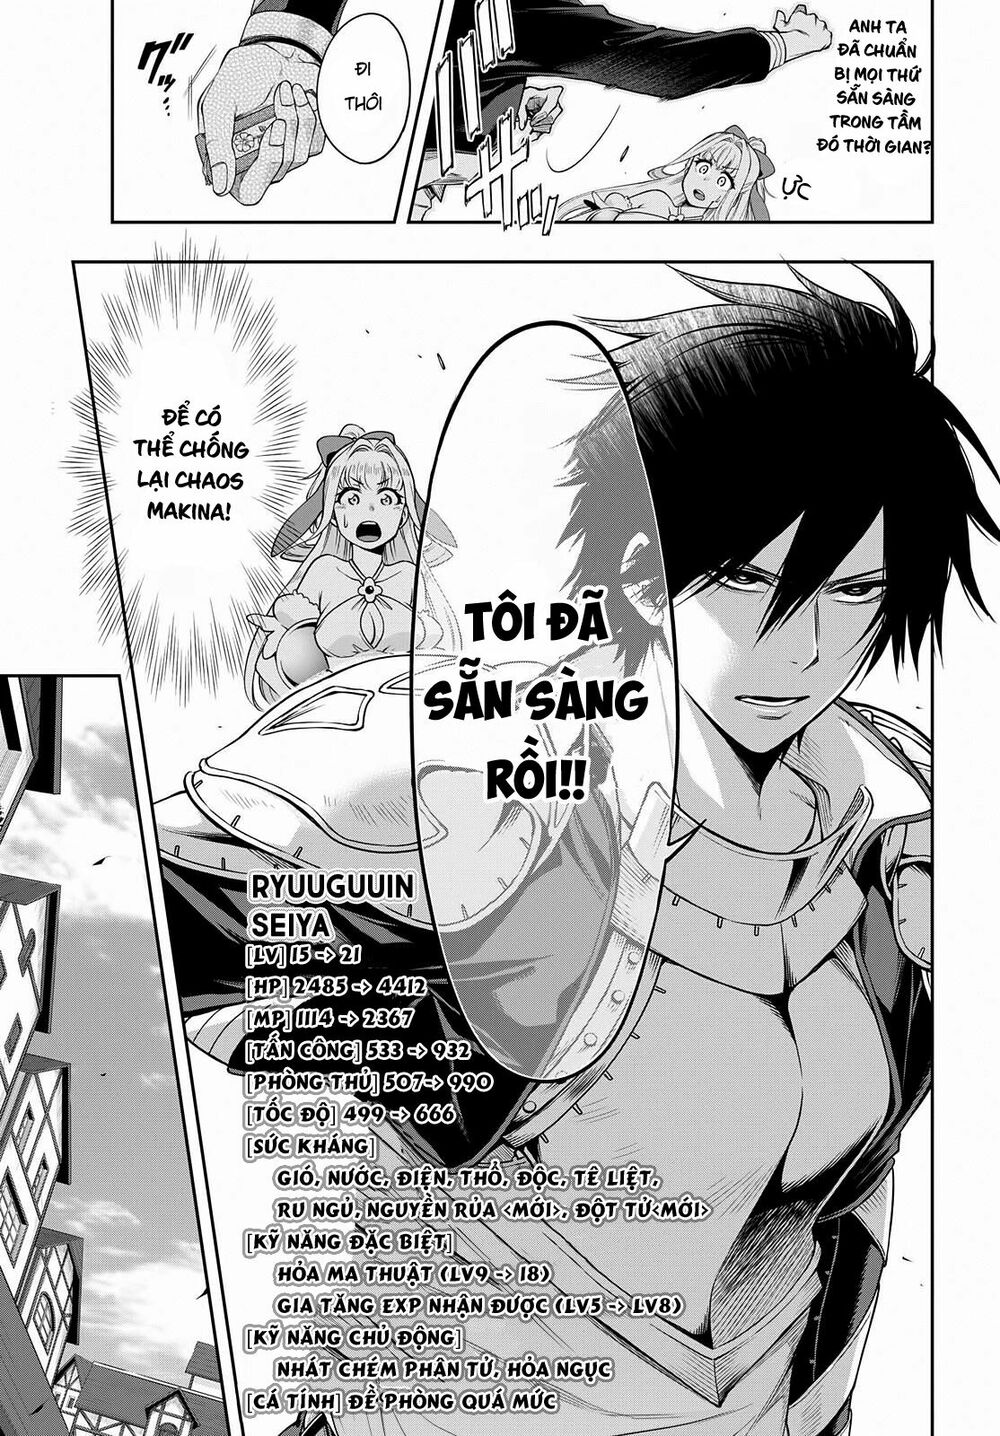 ANH TA
ĐÃ CHUẨN
BỊ MỌI THỨ
SẴN SÀNG
TRONG TẦM
ĐÓ THỜI GIAN?
ỰC
ĐI
THÔI
ĐỂ CÓ
THỂ CHỐNG
LẠI CHAOS
MAKINA!
TÔI ĐÃ
SẴN SÀNG
RỒI!!
RYUUGUUIN
SEIYA
[LV] 15 -> 21
[HP] 2485 -> 4412
[MP] 1114 -> 2367
[TẤN CÔNG] 533 -> 932
[PHÒNG THỦ] 507-> 990
[TỐC ĐỘ] 499 -> 666
[SỨC KHÁNG]
GIÓ, NƯỚC, ĐIỆN, THỔ, ĐỘC, TÊ LIỆT,
RU NGỦ, NGUYỀN RỦA <MỚI>, ĐỘT TỬ<MỚI>
[KỸ NĂNG ĐẶC BIỆT]
HỎA MA THUẬT (LV9 -> 18)
GIA TĂNG EXP NHẬN ĐƯỢC (LV5 -> LV8)
[KỸ NĂNG CHỦ ĐỘNG]
NHÁT CHÉM PHÂN TỬ, HỎA NGỤC
[CÁ TÍNH] ĐỀ PHÒNG QUÁ MỨC